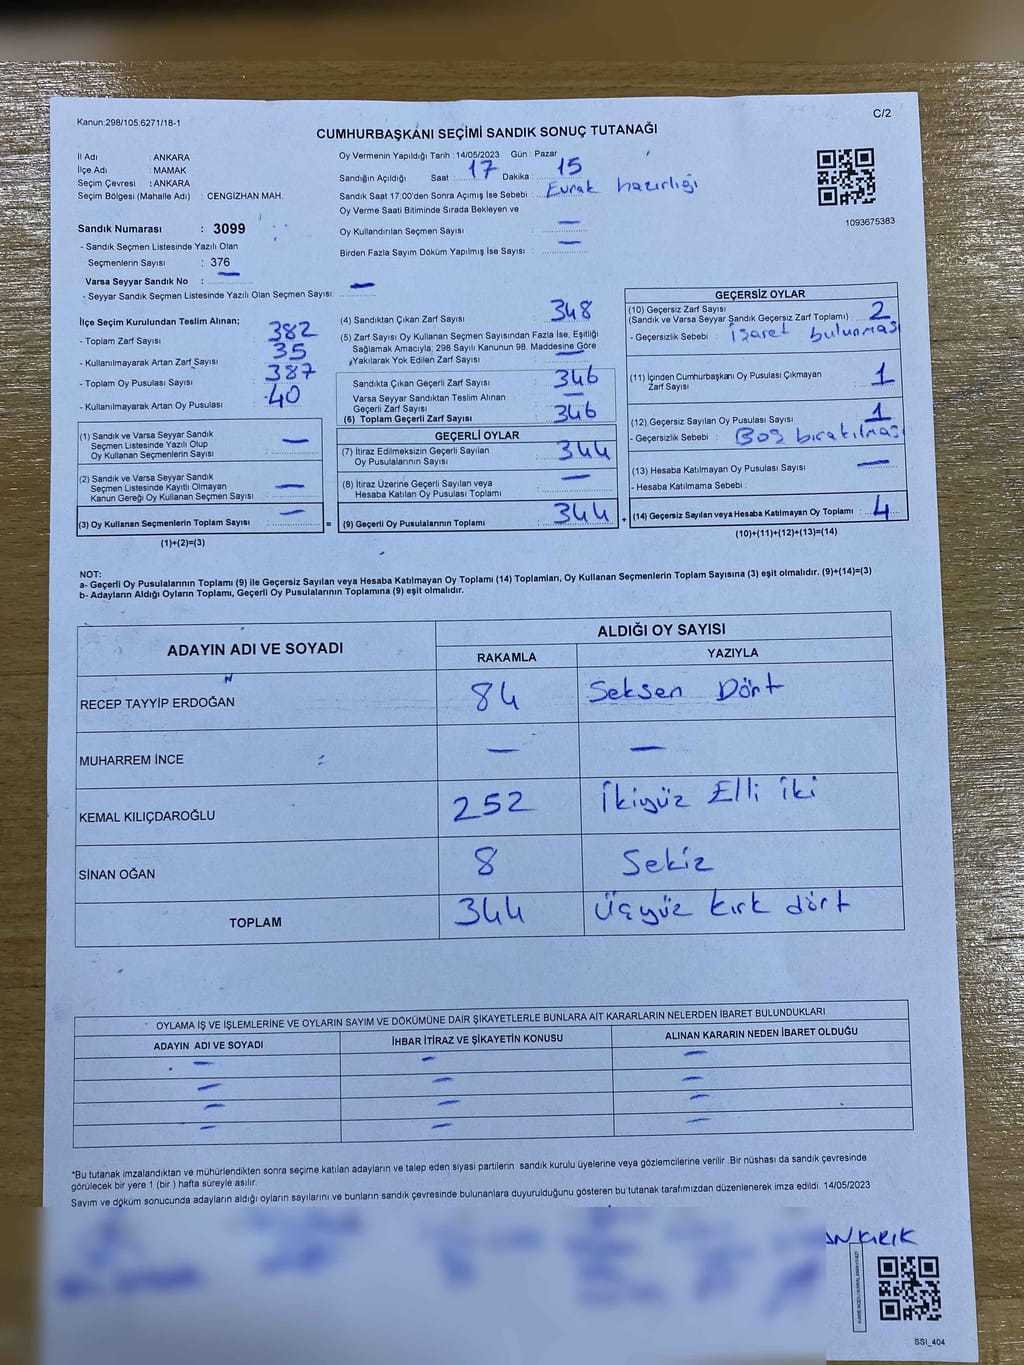 Kanun:298/105,6271/18-1
C/2
CUMHURBAŞKANI SEÇİMİ SANDIK SONUÇ TUTANAĞI
İl Adı : ANKARA
İlçe Adı : MAMAK
Seçim Çevresi : ANKARA
Seçim Bölgesi (Mahalle Adı) : CENGİZHAN MAH.
Oy Vermenin Yapıldığı Tarih : 14/05/2023 Gün : Pazar
Sandığın Açıldığı Saat : 17 Dakika : 15
Sandık Saat 17:00'den Sonra Açımış İse Sebebi : Evrak hazırlığı
Oy Verme Saati Bitiminde Sırada Bekleyen ve
Oy Kullandırılan Seçmen Sayısı : —
Birden Fazla Sayım Döküm Yapılmış İse Sayısı : —
1093675383
Sandık Numarası : 3099
- Sandık Seçmen Listesinde Yazılı Olan
Seçmenlerin Sayısı : 376
Varsa Seyyar Sandık No : —
- Seyyar Sandık Seçmen Listesinde Yazılı Olan Seçmen Sayısı: —
İlçe Seçim Kurulundan Teslim Alınan;
- Toplam Zarf Sayısı : 382
- Kullanılmayarak Artan Zarf Sayısı : 35
- Toplam Oy Pusulası Sayısı : 387
- Kullanılmayarak Artan Oy Pusulası : 40
(1) Sandık ve Varsa Seyyar Sandık
Seçmen Listesinde Yazılı Olup
Oy Kullanan Seçmenlerin Sayısı : —
(2) Sandık ve Varsa Seyyar Sandık
Seçmen Listesinde Kayıtlı Olmayan
Kanun Gereği Oy Kullanan Seçmen Sayısı : —
(3) Oy Kullanan Seçmenlerin Toplam Sayısı : —
(1)+(2)=(3)
(4) Sandıktan Çıkan Zarf Sayısı : 348
(5) Zarf Sayısı Oy Kullanan Seçmen Sayısından Fazla İse, Eşitliği
Sağlamak Amacıyla; 298 Sayılı Kanunun 98. Maddesine Göre
Yakılarak Yok Edilen Zarf Sayısı : —
Sandıkta Çıkan Geçerli Zarf Sayısı : 346
Varsa Seyyar Sandıktan Teslim Alınan
Geçerli Zarf Sayısı : —
(6) Toplam Geçerli Zarf Sayısı : 346
GEÇERLİ OYLAR
(7) İtiraz Edilmeksizin Geçerli Sayılan
Oy Pusulalarının Sayısı : 344
(8) İtiraz Üzerine Geçerli Sayılan veya
Hesaba Katılan Oy Pusulası Toplamı : —
= (9) Geçerli Oy Pusulalarının Toplamı : 344 +
GEÇERSİZ OYLAR
(10) Geçersiz Zarf Sayısı
(Sandık ve Varsa Seyyar Sandık Geçersiz Zarf Toplamı) : 2
- Geçersizlik Sebebi : İşaret bulunması
(11) İçinden Cumhurbaşkanı Oy Pusulası Çıkmayan
Zarf Sayısı : 1
(12) Geçersiz Sayılan Oy Pusulası Sayısı : 1
- Geçersizlik Sebebi : Boş bırakılması
(13) Hesaba Katılmayan Oy Pusulası Sayısı : —
- Hesaba Katılmama Sebebi :
(14) Geçersiz Sayılan veya Hesaba Katılmayan Oy Toplamı : 4
(10)+(11)+(12)+(13)=(14)
NOT:
a- Geçerli Oy Pusulalarının Toplamı (9) ile Geçersiz Sayılan veya Hesaba Katılmayan Oy Toplamı (14) Toplamları, Oy Kullanan Seçmenlerin Toplam Sayısına (3) eşit olmalıdır. (9)+(14)=(3)
b- Adayların Aldığı Oyların Toplamı, Geçerli Oy Pusulalarının Toplamına (9) eşit olmalıdır.
ADAYIN ADI VE SOYADI ALDIĞI OY SAYISI
RAKAMLA YAZIYLA
RECEP TAYYİP ERDOĞAN 84 Seksen Dört
MUHARREM İNCE — —
KEMAL KILIÇDAROĞLU 252 İkiyüz Elli iki
SİNAN OĞAN 8 Sekiz
TOPLAM 344 Üçyüz kırk dört
OYLAMA İŞ VE İŞLEMLERİNE VE OYLARIN SAYIM VE DÖKÜMÜNE DAİR ŞİKAYETLERLE BUNLARA AİT KARARLARIN NELERDEN İBARET BULUNDUKLARI
ADAYIN ADI VE SOYADI İHBAR İTİRAZ VE ŞİKAYETİN KONUSU ALINAN KARARIN NEDEN İBARET OLDUĞU
— — —
— — —
— — —
— — —
*Bu tutanak imzalandıktan ve mühürlendikten sonra seçime katılan adayların ve talep eden siyasi partilerin sandık kurulu üyelerine veya gözlemcilerine verilir .Bir nüshası da sandık çevresinde
görülecek bir yere 1 (bir ) hafta süreyle asılır.
Sayım ve döküm sonucunda adayların aldığı oyların sayılarını ve bunların sandık çevresinde bulunanlara duyurulduğunu gösteren bu tutanak tarafımızdan düzenlenerek imza edildi. 14/05/2023
SSI_404